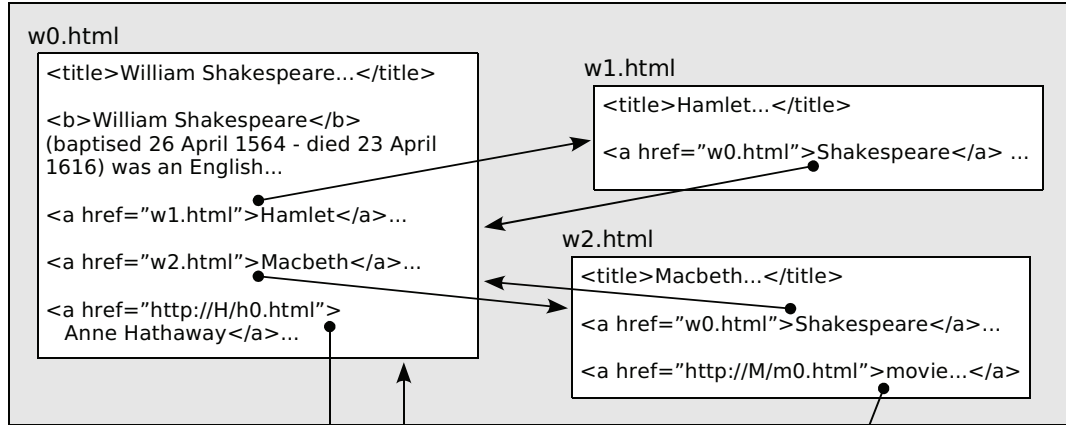 w0.html
<title>William Shakespeare...</title>
<b>William Shakespeare</b>
(baptised 26 April 1564 - died 23 April
1616) was an English...
<a href=”w1.html”>Hamlet</a>...
<a href=”w2.html”>Macbeth</a>...
<a href=”http://H/h0.html”>
Anne Hathaway</a>...
w1.html
<title>Hamlet...</title>
<a href=”w0.html”>Shakespeare</a> ...
w2.html
<title>Macbeth...</title>
<a href=”w0.html”>Shakespeare</a>...
<a href=”http://M/m0.html”>movie...</a>